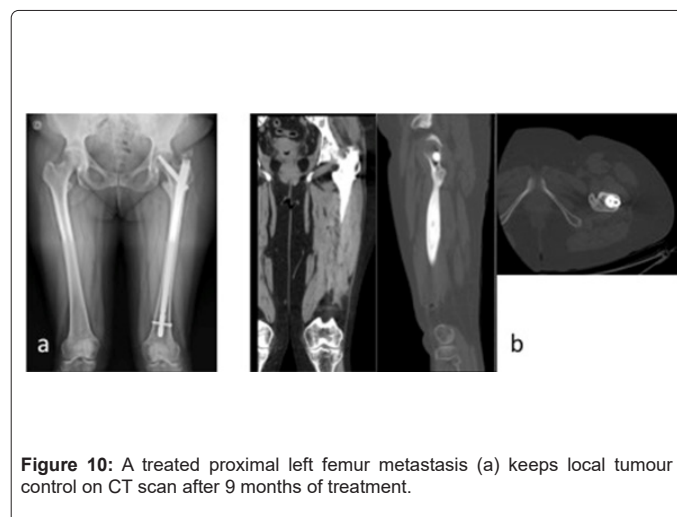 a
b
Figure 10: A treated proximal left femur metastasis (a) keeps local tumour
control on CT scan after 9 months of treatment.